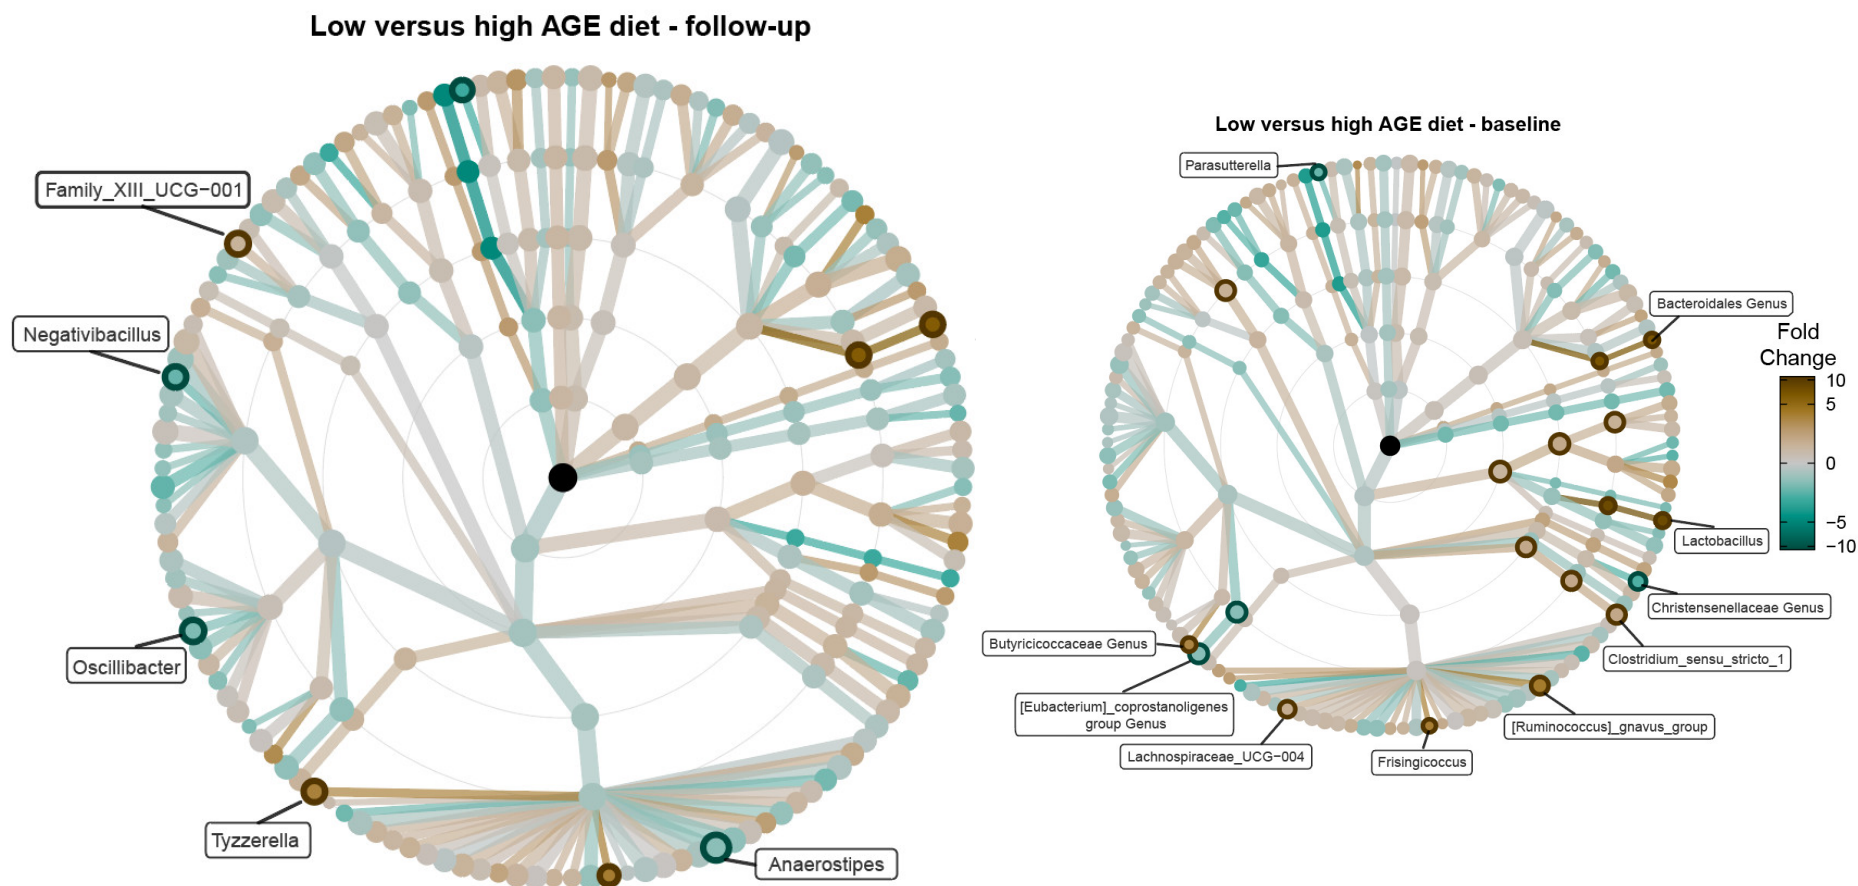 Low versus high AGE diet - follow-up
Family_XIII_UCG−001
Negativibacillus
Oscillibacter
Tyzzerella
Anaerostipes
Low versus high AGE diet - baseline
Parasutterella
Bacteroidales Genus
Lactobacillus
Christensenellaceae Genus
Clostridium_sensu_stricto_1
[Ruminococcus]_gnavus_group
Frisingicoccus
Lachnospiraceae_UCG−004
[Eubacterium]_coprostanoligenes
group Genus
Butyricicoccaceae Genus
Fold
Change
10
5
0
−5
−10